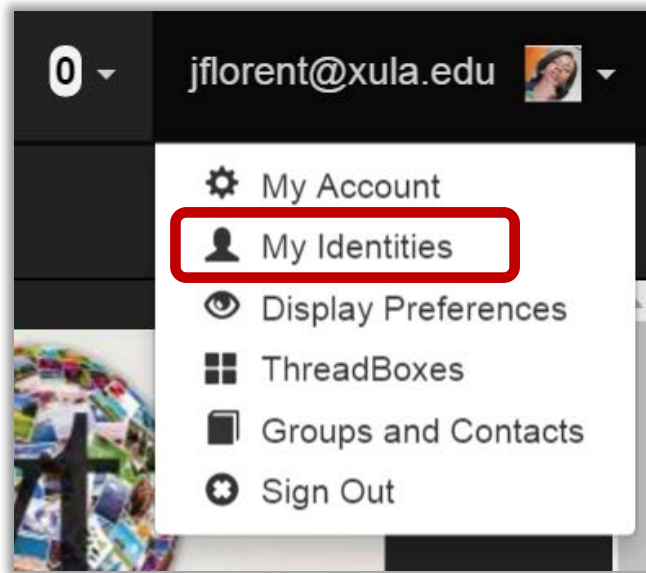 0 jflorent@xula.edu
My Account
My Identities
Display Preferences
ThreadBoxes
Groups and Contacts
Sign Out